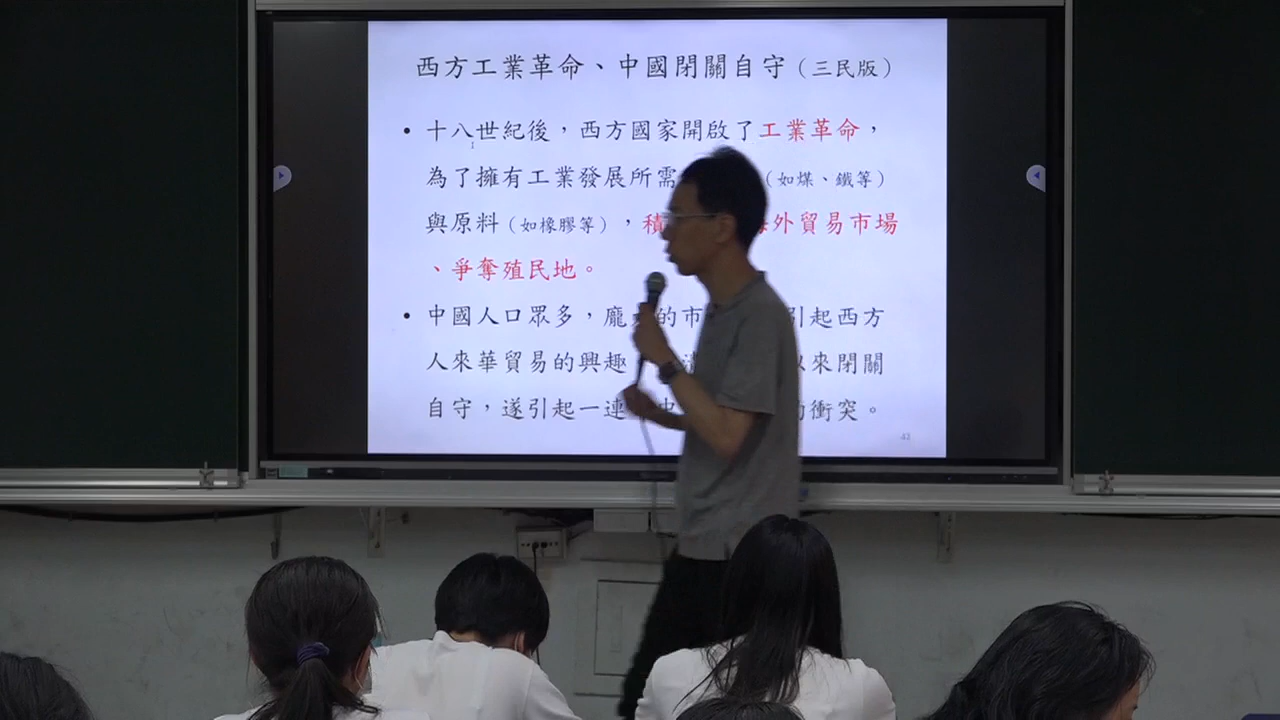 西方工業革命、中國閉關自守（三民版）
• 十八世紀後，西方國家開啟了工業革命，
為了擁有工業發展所需（如煤、鐵等）
與原料（如橡膠等），積外貿易市場
、爭奪殖民地。
• 中國人口眾多，龐的市引起西方
人來華貿易的興趣以來閉關
自守，遂引起一連中衝突。
42